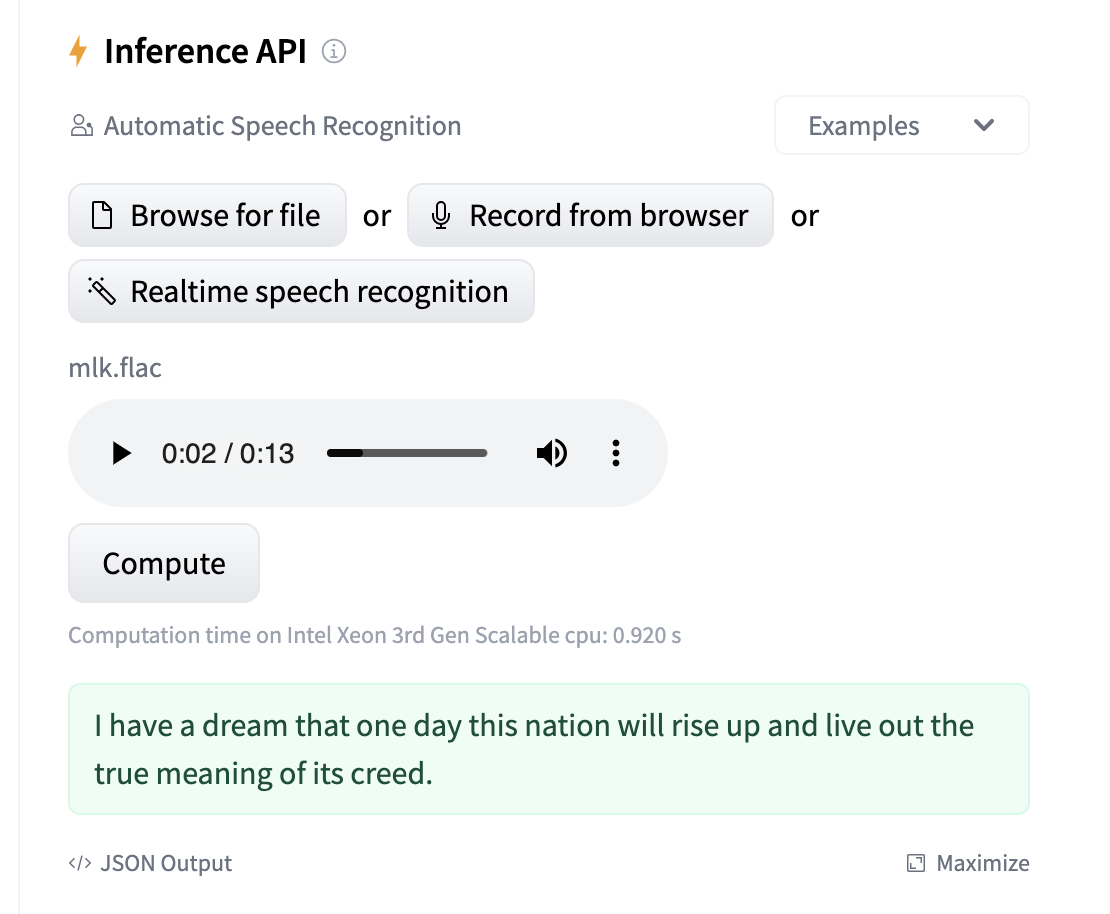 Inference API
Automatic Speech Recognition
Examples
Browse for file or Record from browser or
Realtime speech recognition
mlk.flac
0:02 / 0:13
Compute
Computation time on Intel Xeon 3rd Gen Scalable cpu: 0.920 s
I have a dream that one day this nation will rise up and live out the
true meaning of its creed.
</> JSON Output
Maximize